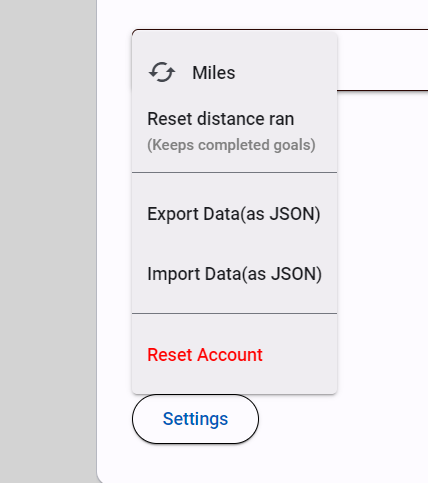 Miles
Reset distance ran
(Keeps completed goals)
Export Data(as JSON)
Import Data(as JSON)
Reset Account
Settings